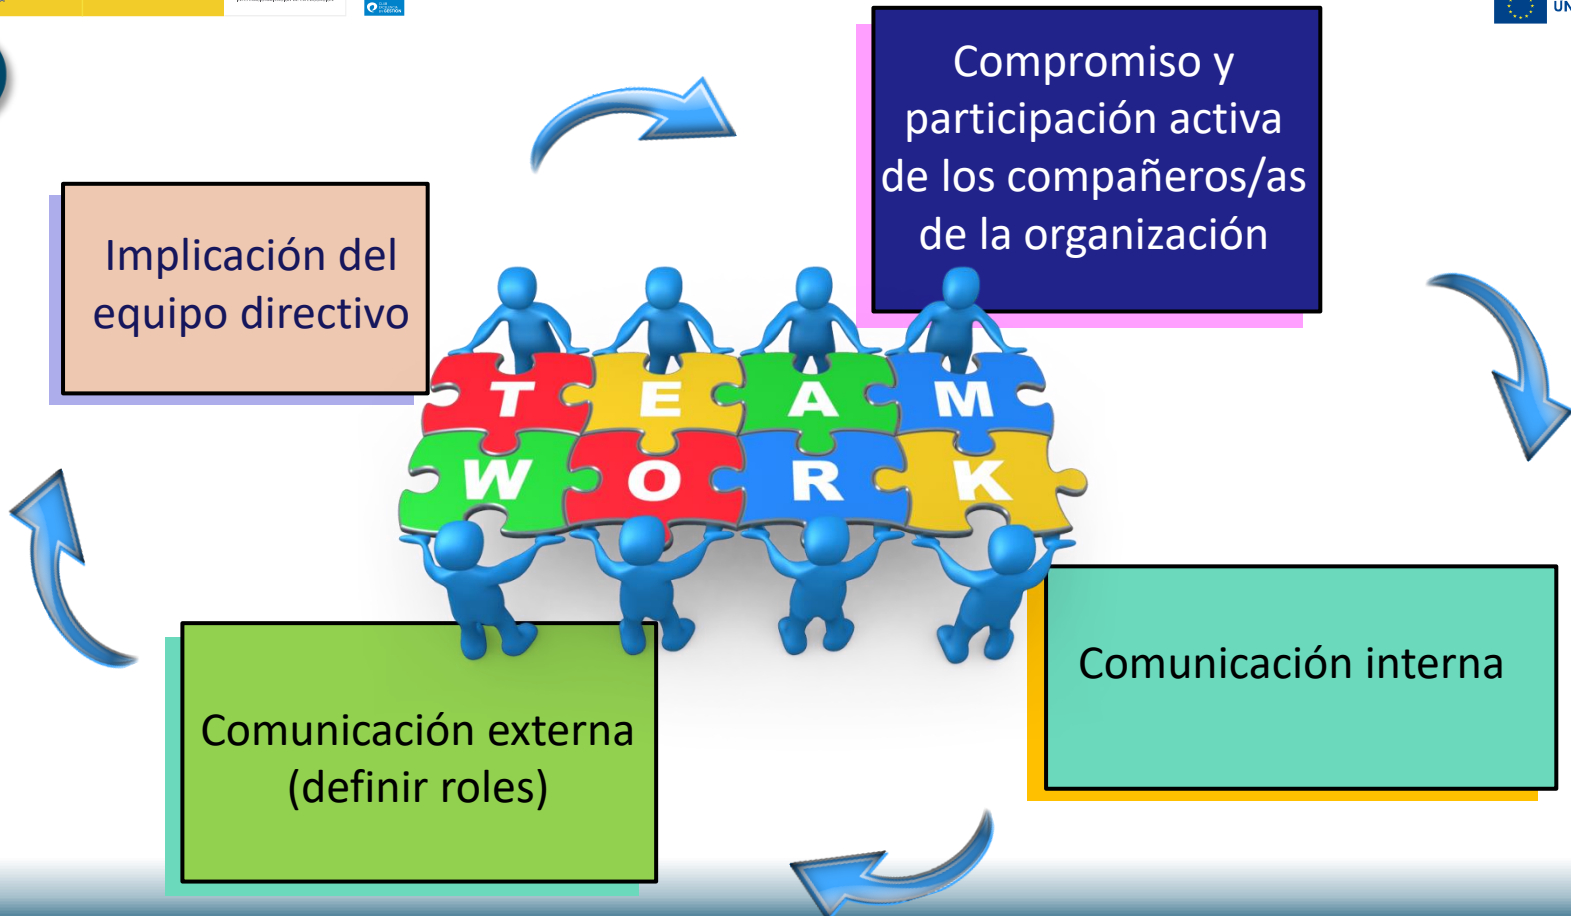 UN
Compromiso y
participación activa
de los compañeros/as
de la organización
Implicación del
equipo directivo
T E A M
W O R K
Comunicación interna
Comunicación externa
(definir roles)